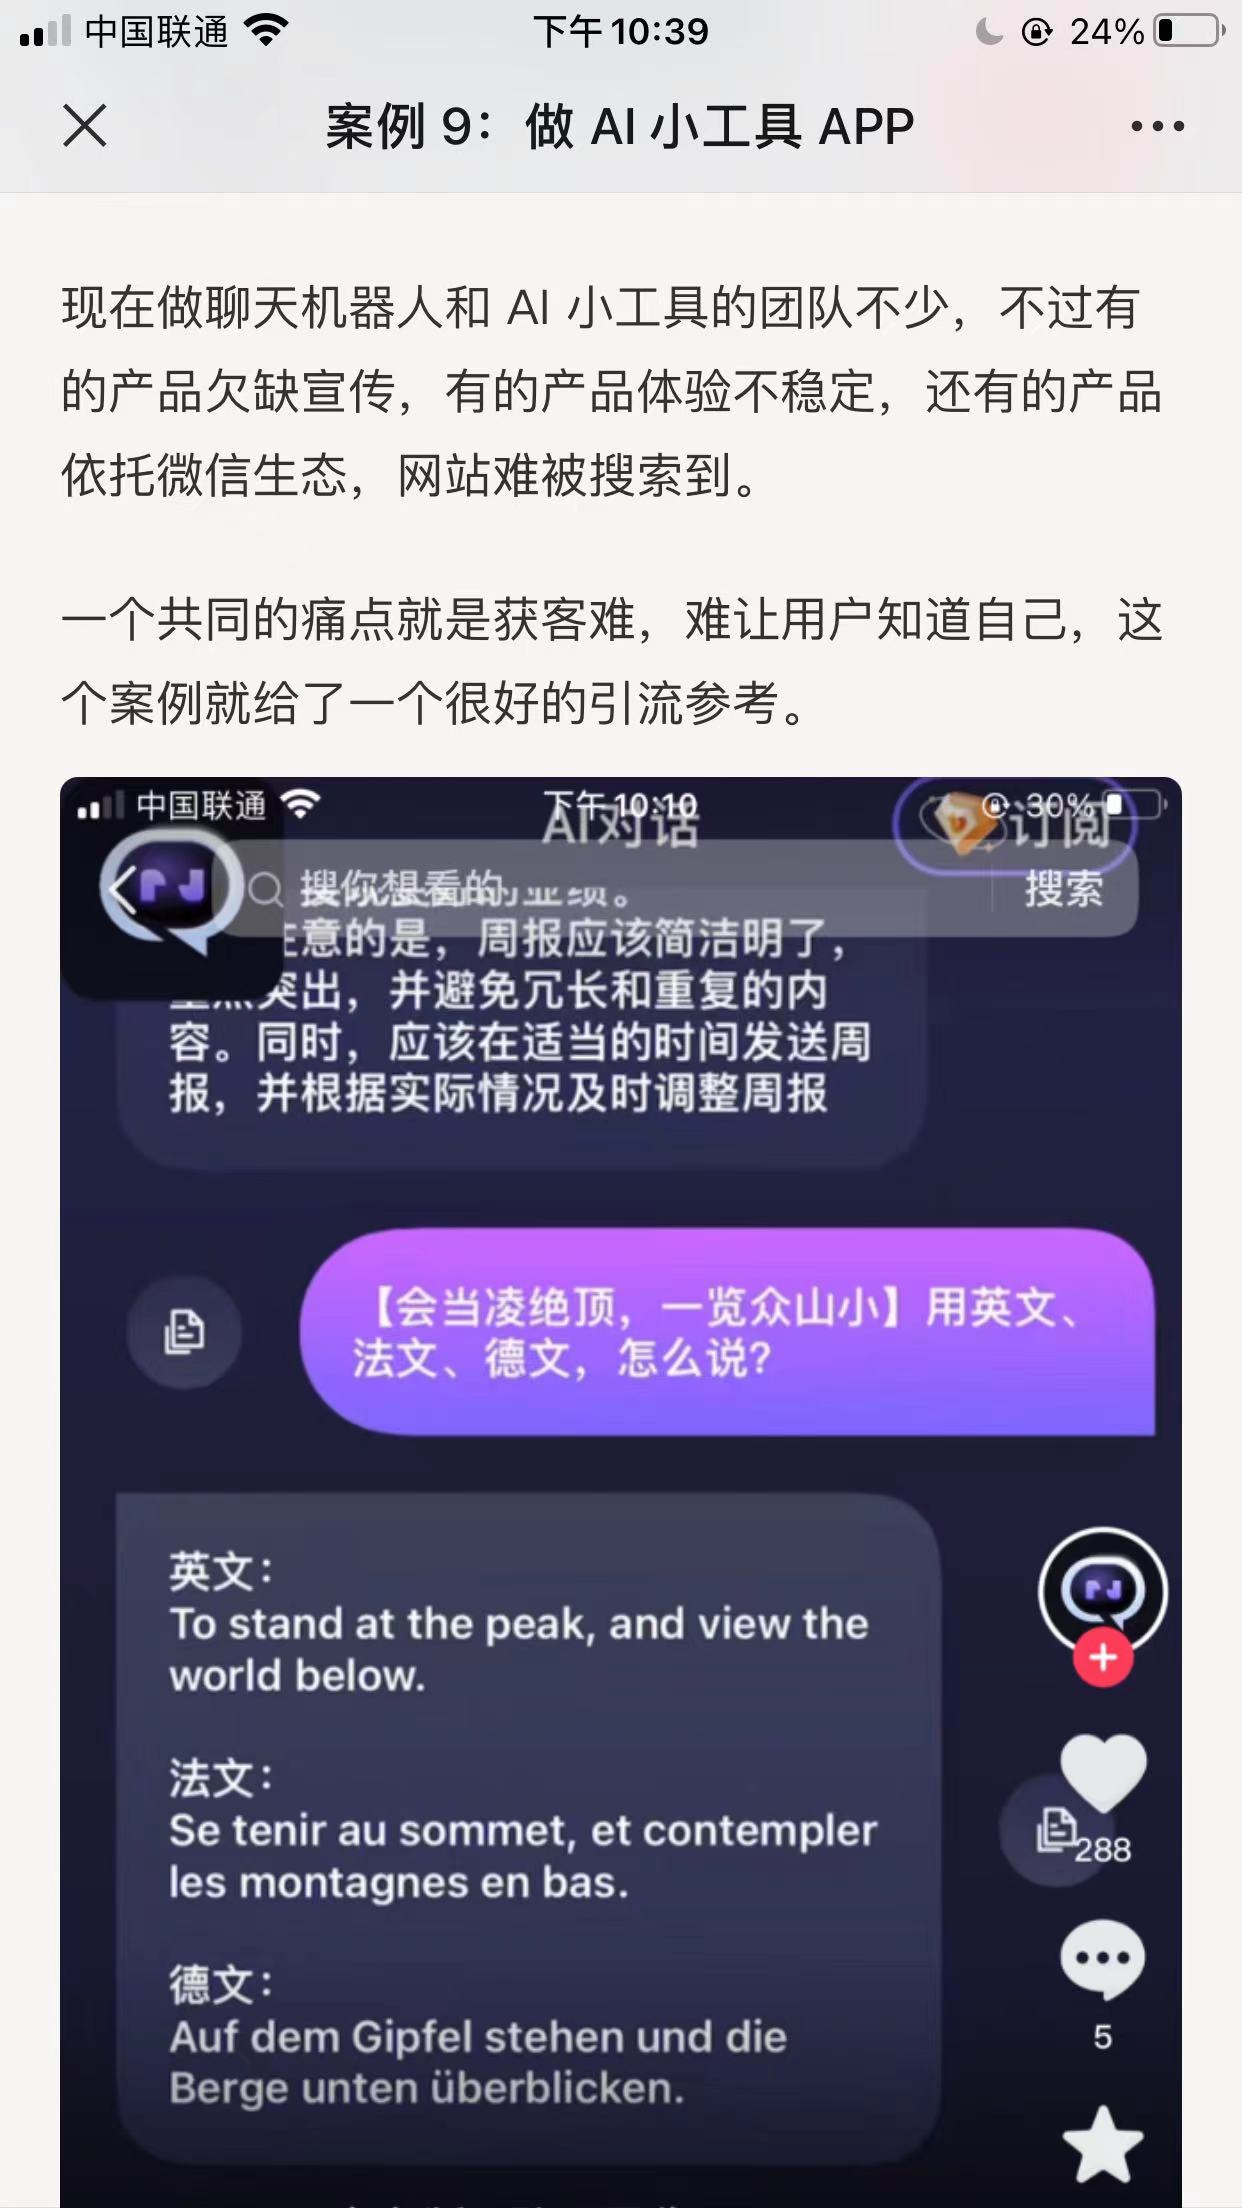 中国联通
下午10:39
24%
案例 9：做 AI 小工具 APP
现在做聊天机器人和 AI 小工具的团队不少，不过有
的产品欠缺宣传，有的产品体验不稳定，还有的产品
依托微信生态，网站难被搜索到。
一个共同的痛点就是获客难，难让用户知道自己，这
个案例就给了一个很好的引流参考。
中国联通
下午10:10
30%
AI对话
订阅
搜你想看的
搜索
业绩。
意的是，周报应该简洁明了，
突出，并避免冗长和重复的内
容。同时，应该在适当的时间发送周
报，并根据实际情况及时调整周报
【会当凌绝顶，一览众山小】用英文、
法文、德文，怎么说?
英文：
To stand at the peak, and view the
world below.
法文：
Se tenir au sommet, et contempler
les montagnes en bas.
288
德文：
Auf dem Gipfel stehen und die
Berge unten überblicken.
5